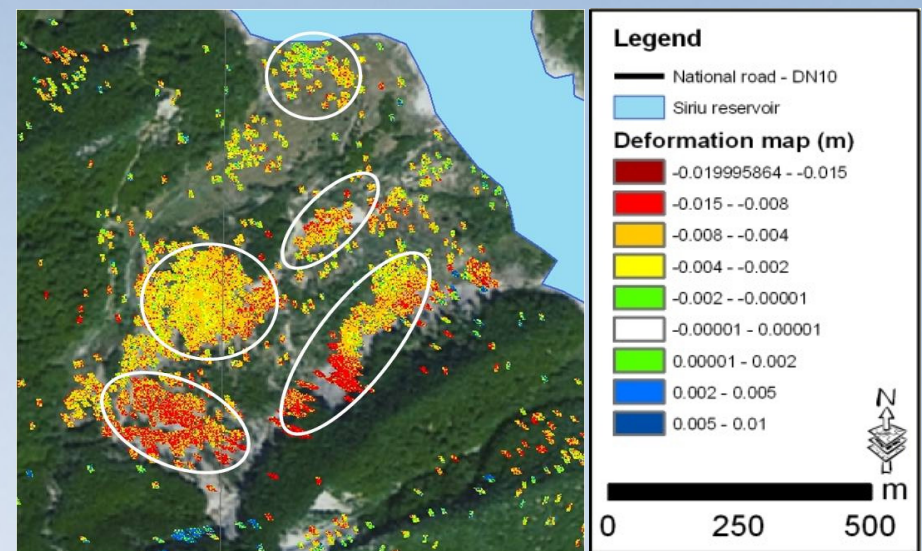 Legend
National road - DN10
Siriu reservoir
Deformation map (m)
-0.019995864 - -0.015
-0.015 - -0.008
-0.008 - -0.004
-0.004 - -0.002
-0.002 - -0.00001
-0.00001 - 0.00001
0.00001 - 0.002
0.002 - 0.005
0.005 - 0.01
N
m
0 250 500